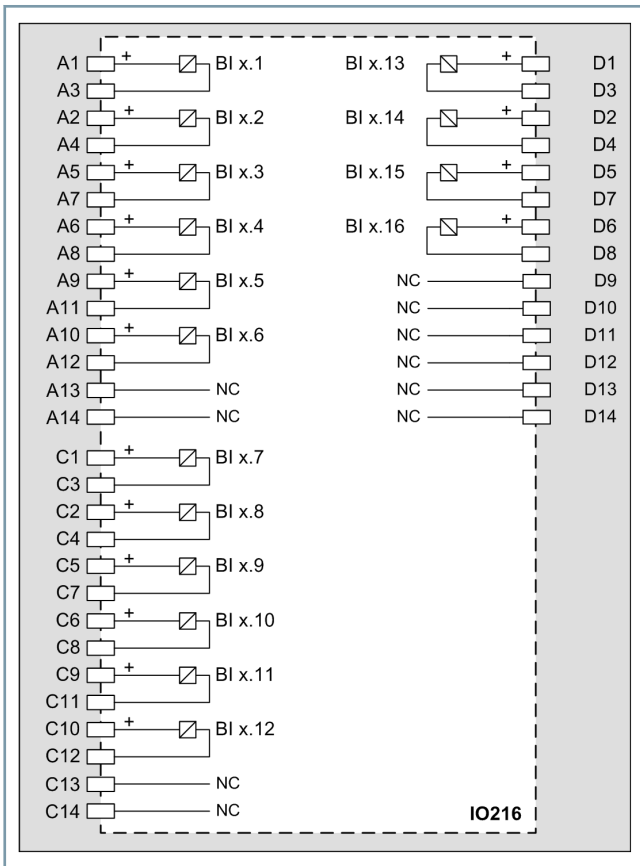 A1 + BI x.1 BI x.13 + D1
A3 D3
A2 + BI x.2 BI x.14 + D2
A4 D4
A5 + BI x.3 BI x.15 + D5
A7 D7
A6 + BI x.4 BI x.16 + D6
A8 D8
A9 + BI x.5 NC D9
A11 NC D10
A10 + BI x.6 NC D11
A12 NC D12
A13 NC NC D13
A14 NC NC D14
C1 + BI x.7
C3
C2 + BI x.8
C4
C5 + BI x.9
C7
C6 + BI x.10
C8
C9 + BI x.11
C11
C10 + BI x.12
C12
C13 NC
C14 NC IO216